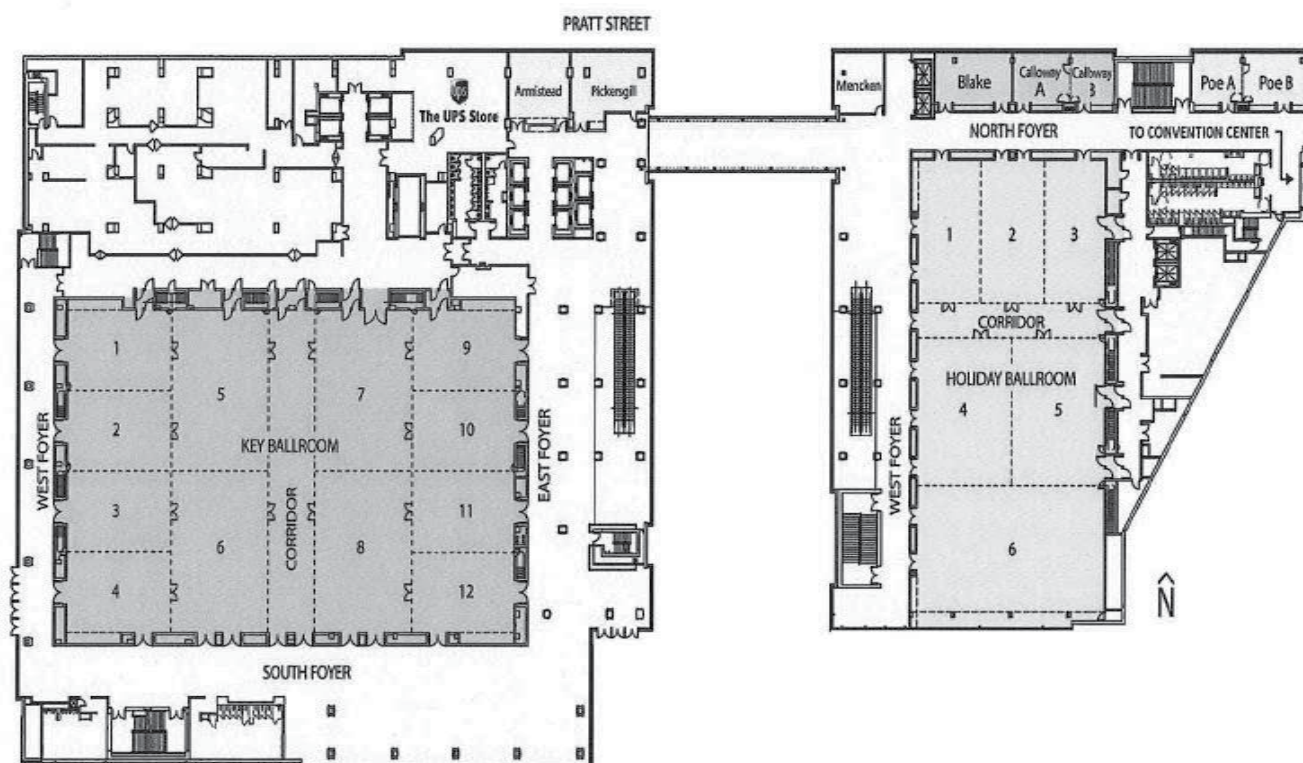 PRATT STREET
UPS
The UPS Store
Armistead
Pickersgill
Mencken
Blake
Calloway
A
Calloway
B
Poe A
Poe B
NORTH FOYER
TO CONVENTION CENTER
1
2
3
4
5
6
7
8
9
10
11
12
KEY BALLROOM
CORRIDOR
WEST FOYER
EAST FOYER
SOUTH FOYER
1
2
3
CORRIDOR
HOLIDAY BALLROOM
4
5
6
WEST FOYER
N